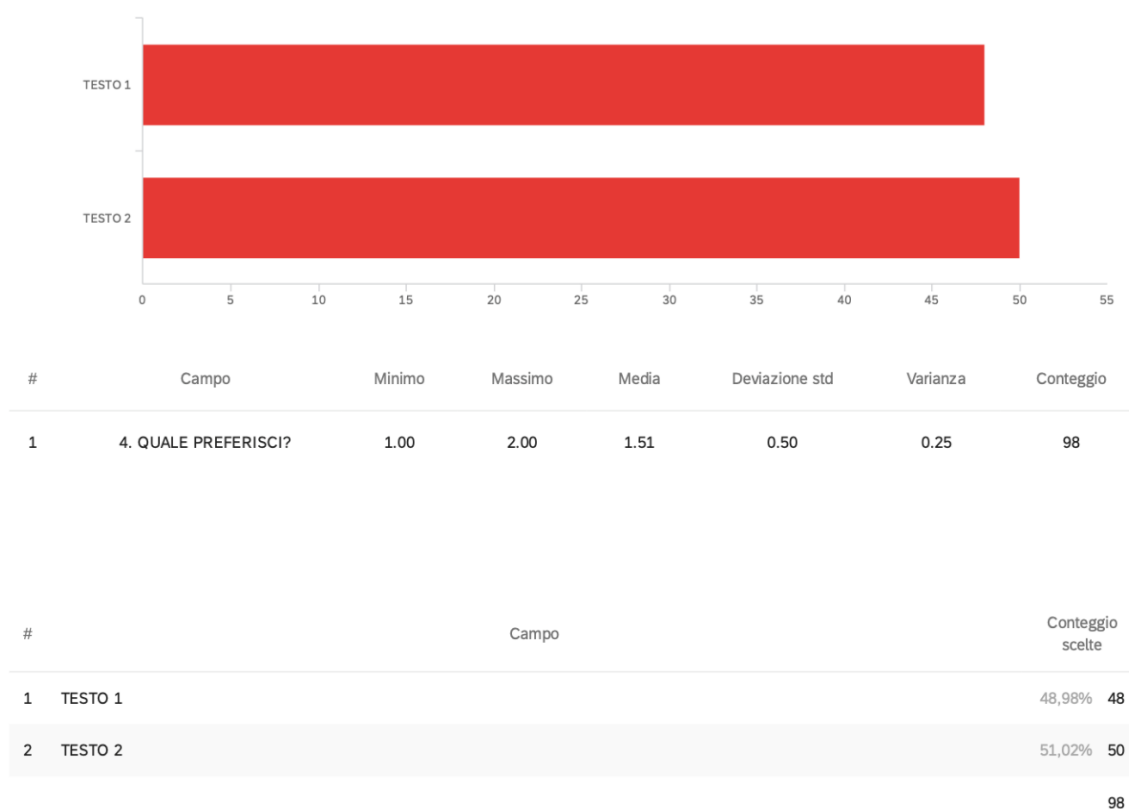 TESTO 1
TESTO 2
0 5 10 15 20 25 30 35 40 45 50 55
# Campo Minimo Massimo Media Deviazione std Varianza Conteggio
1 4. QUALE PREFERISCI? 1.00 2.00 1.51 0.50 0.25 98
# Campo Conteggio
scelte
1 TESTO 1 48,98% 48
2 TESTO 2 51,02% 50
98